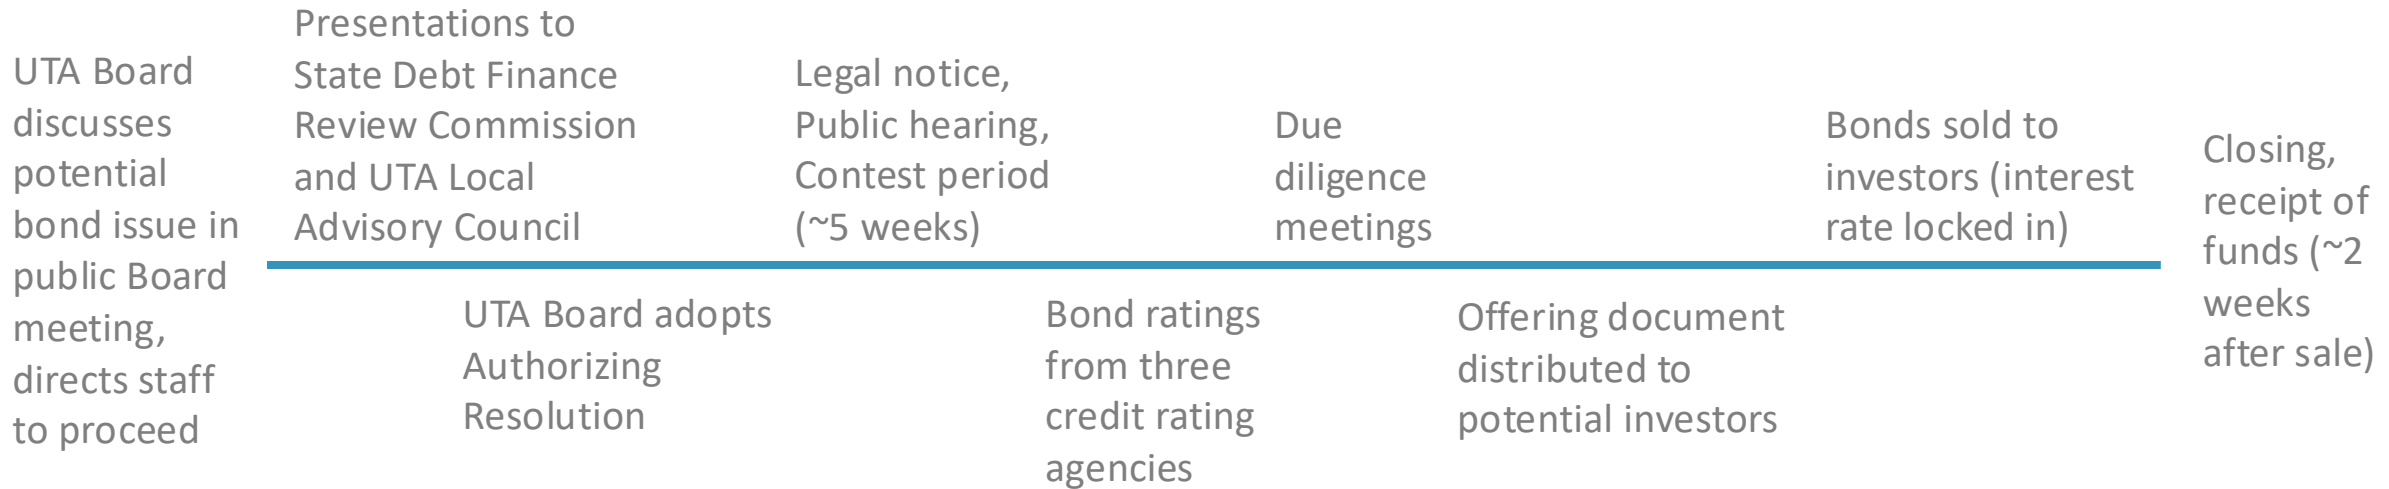 UTA Board
discusses
potential
bond issue in
public Board
meeting,
directs staff
to proceed
Presentations to
State Debt Finance
Review Commission
and UTA Local
Advisory Council
UTA Board adopts
Authorizing
Resolution
Legal notice,
Public hearing,
Contest period
(~5 weeks)
Bond ratings
from three
credit rating
agencies
Due
diligence
meetings
Offering document
distributed to
potential investors
Bonds sold to
investors (interest
rate locked in)
Closing,
receipt of
funds (~2
weeks
after sale)